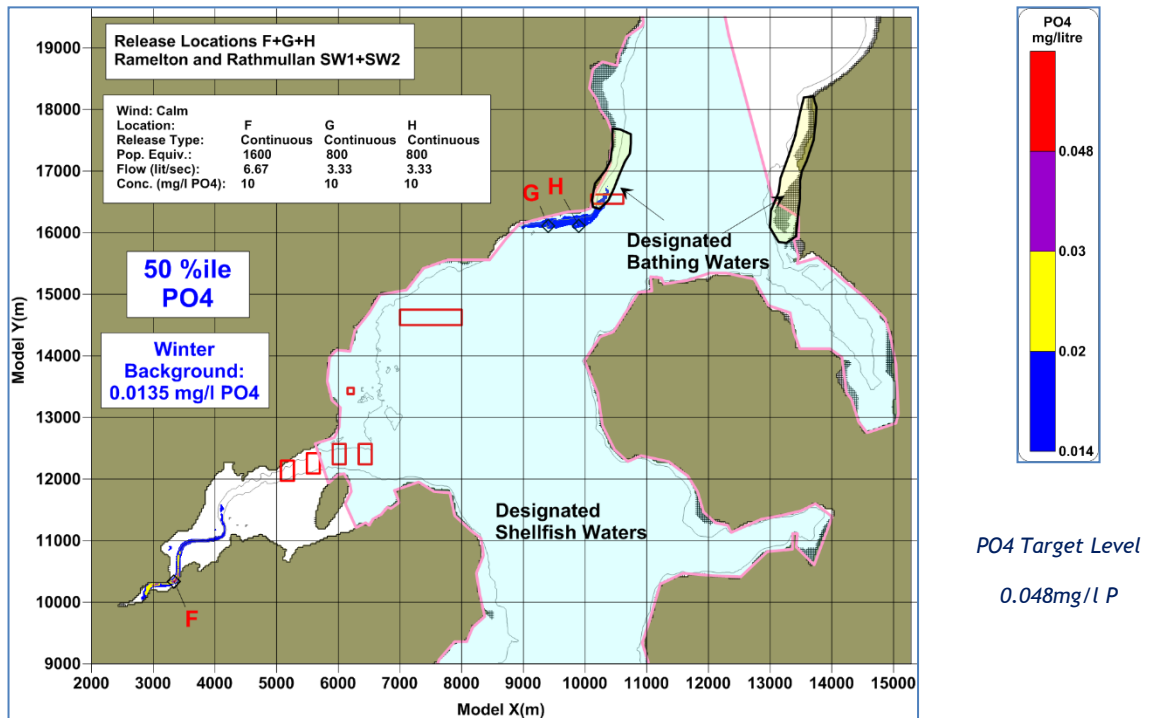 Release Locations F+G+H
Ramelton and Rathmullan SW1+SW2
Wind: Calm
Location: F G H
Release Type: Continuous Continuous Continuous
Pop. Equiv.: 1600 800 800
Flow (lit/sec): 6.67 3.33 3.33
Conc. (mg/l PO4): 10 10 10
50 %ile
PO4
Winter
Background:
0.0135 mg/l PO4
G H
Designated
Bathing Waters
Designated
Shellfish Waters
F
Model Y(m)
19000
18000
17000
16000
15000
14000
13000
12000
11000
10000
9000
2000 3000 4000 5000 6000 7000 8000 9000 10000 11000 12000 13000 14000 15000
Model X(m)
PO4
mg/litre
0.048
0.03
0.02
0.014
PO4 Target Level
0.048mg/l P